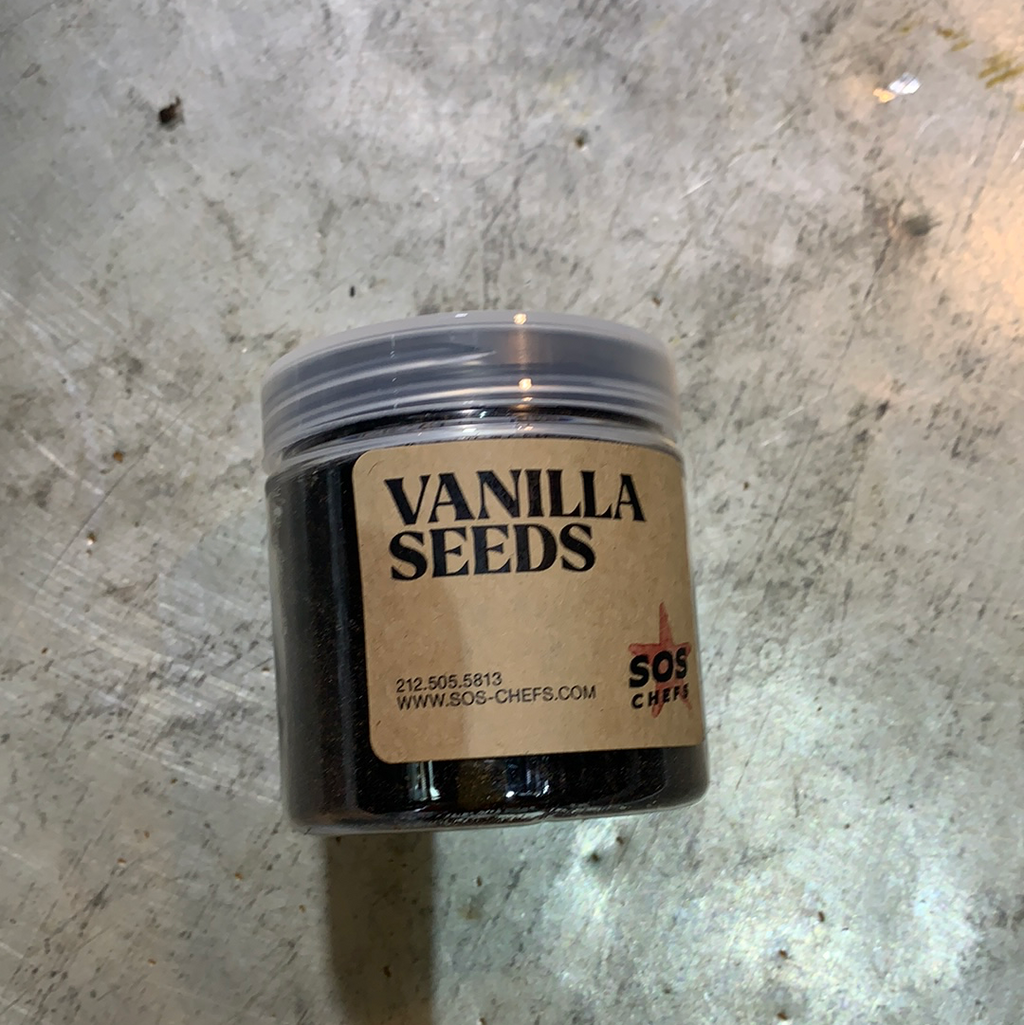 VANILLA
SEEDS
212.505.5813
WWW.SOS-CHEFS.COM
SOS
CHEFS